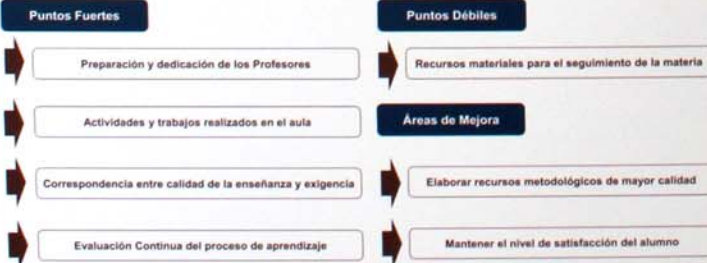 Puntos Fuertes
Preparación y dedicación de los Profesores
Actividades y trabajos realizados en el aula
Correspondencia entre calidad de la enseñanza y exigencia
Evaluación Continua del proceso de aprendizaje
Puntos Débiles
Recursos materiales para el seguimiento de la materia
Áreas de Mejora
Elaborar recursos metodológicos de mayor calidad
Mantener el nivel de satisfacción del alumno